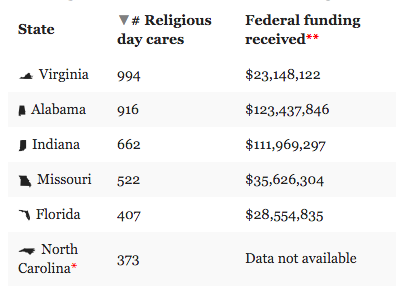 State ▼# Religious day cares Federal funding received**
Virginia 994 $23,148,122
Alabama 916 $123,437,846
Indiana 662 $111,969,297
Missouri 522 $35,626,304
Florida 407 $28,554,835
North Carolina* 373 Data not available